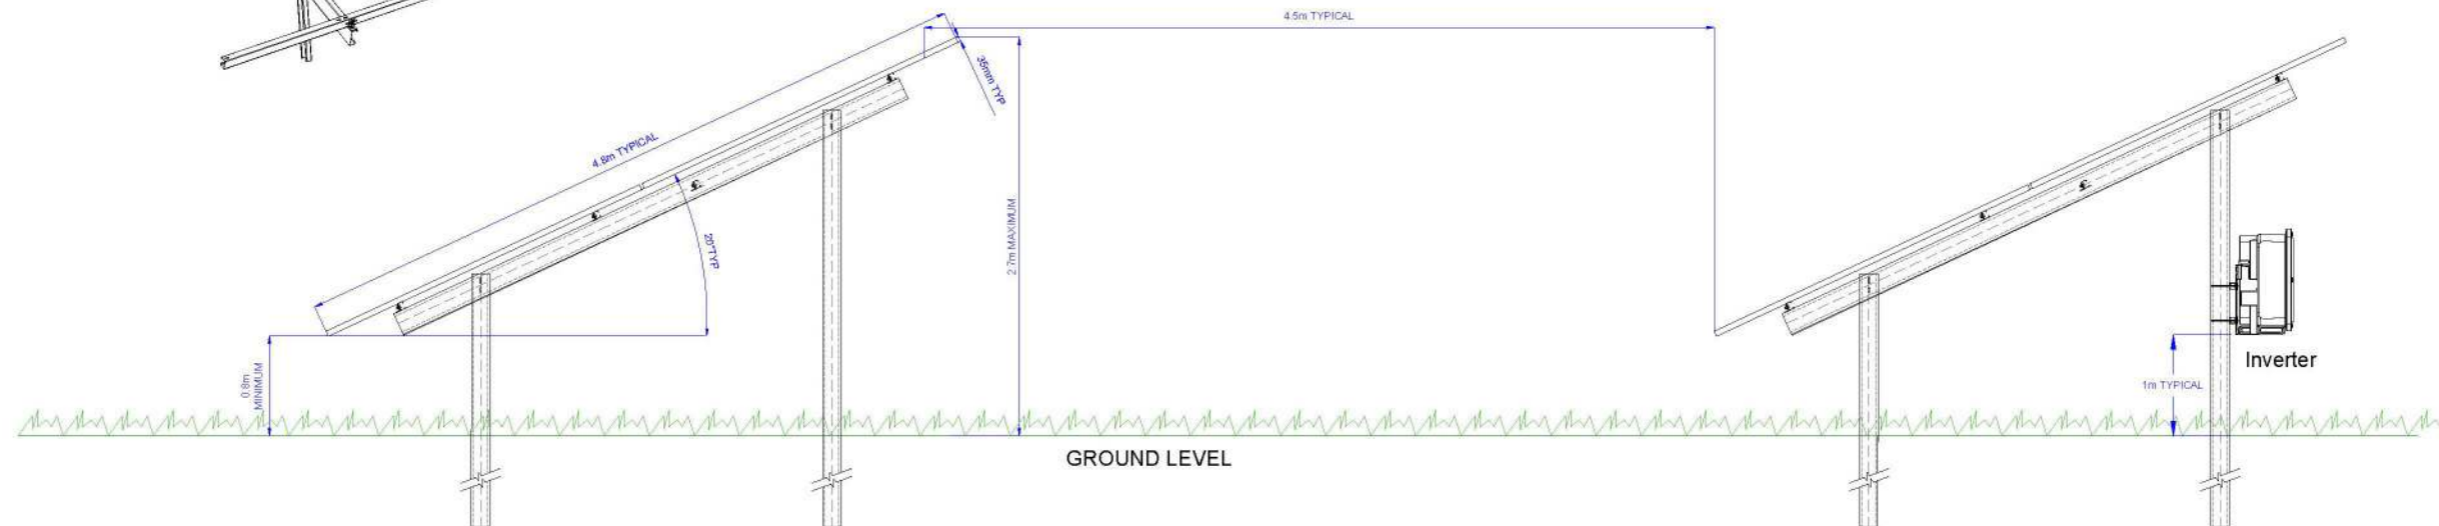 4.5m TYPICAL
35mm TYP
4.8m TYPICAL
20°TYP
2.7m MAXIMUM
0.8m
MINIMUM
1m TYPICAL
Inverter
GROUND LEVEL